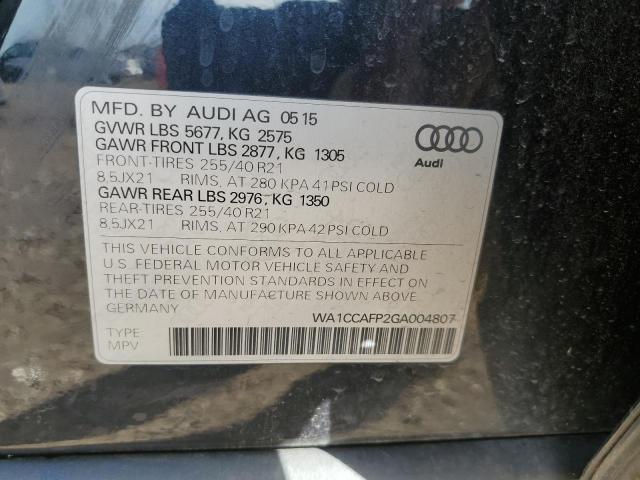 MFD. BY AUDI AG 05 15
GVWR LBS 5677, KG 2575
GAWR FRONT LBS 2877, KG 1305
FRONT-TIRES 255/40 R21
8,5JX21 RIMS, AT 280 KPA 41 PSI COLD
GAWR REAR LBS 2976, KG 1350
REAR-TIRES 255/40 R21
8,5JX21 RIMS, AT 290 KPA 42 PSI COLD
Audi
THIS VEHICLE CONFORMS TO ALL APPLICABLE
U.S. FEDERAL MOTOR VEHICLE SAFETY AND
THEFT PREVENTION STANDARDS IN EFFECT ON
THE DATE OF MANUFACTURE SHOWN ABOVE.
GERMANY
WA1CCAFP2GA004807
TYPE
MPV